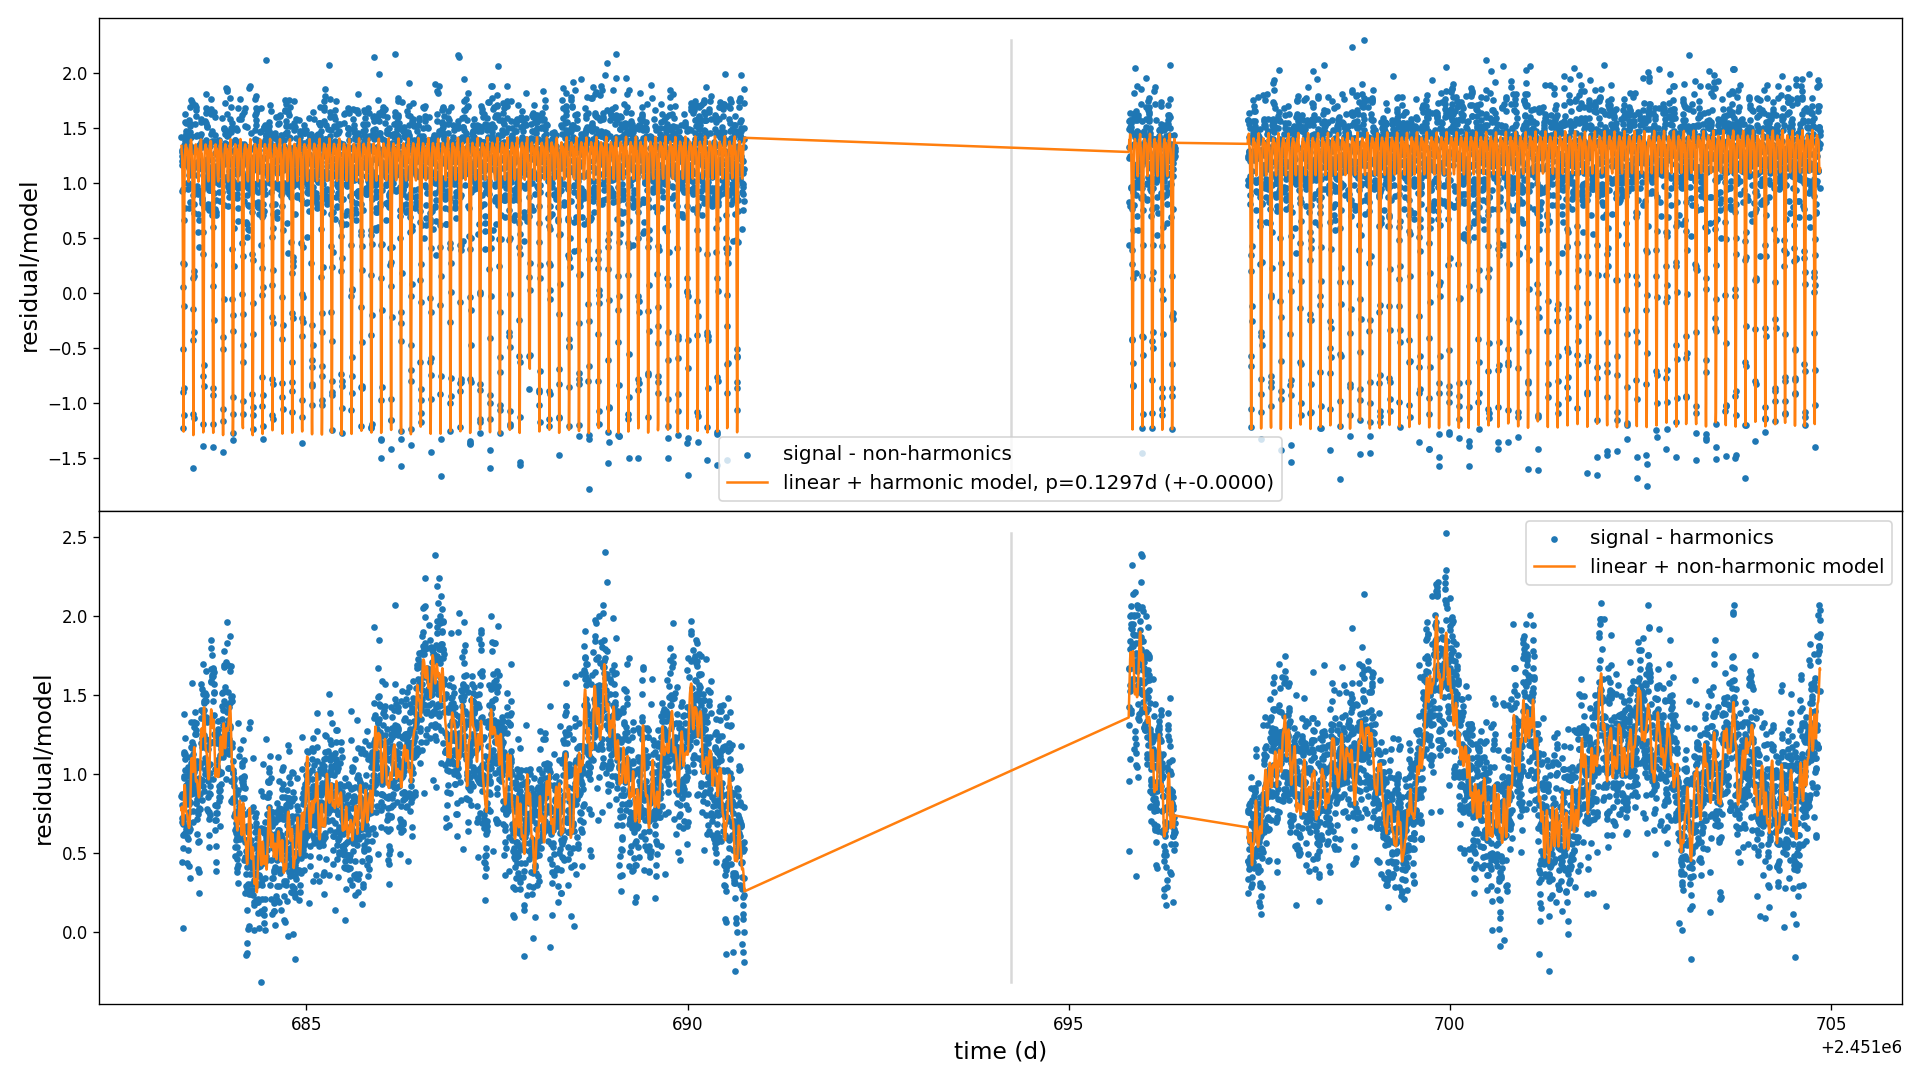 residual/model
2.0
1.5
1.0
0.5
0.0
−0.5
−1.0
−1.5
signal - non-harmonics
linear + harmonic model, p=0.1297d (+-0.0000)
residual/model
2.5
2.0
1.5
1.0
0.5
0.0
signal - harmonics
linear + non-harmonic model
685
690
695
700
705
time (d)
+2.451e6